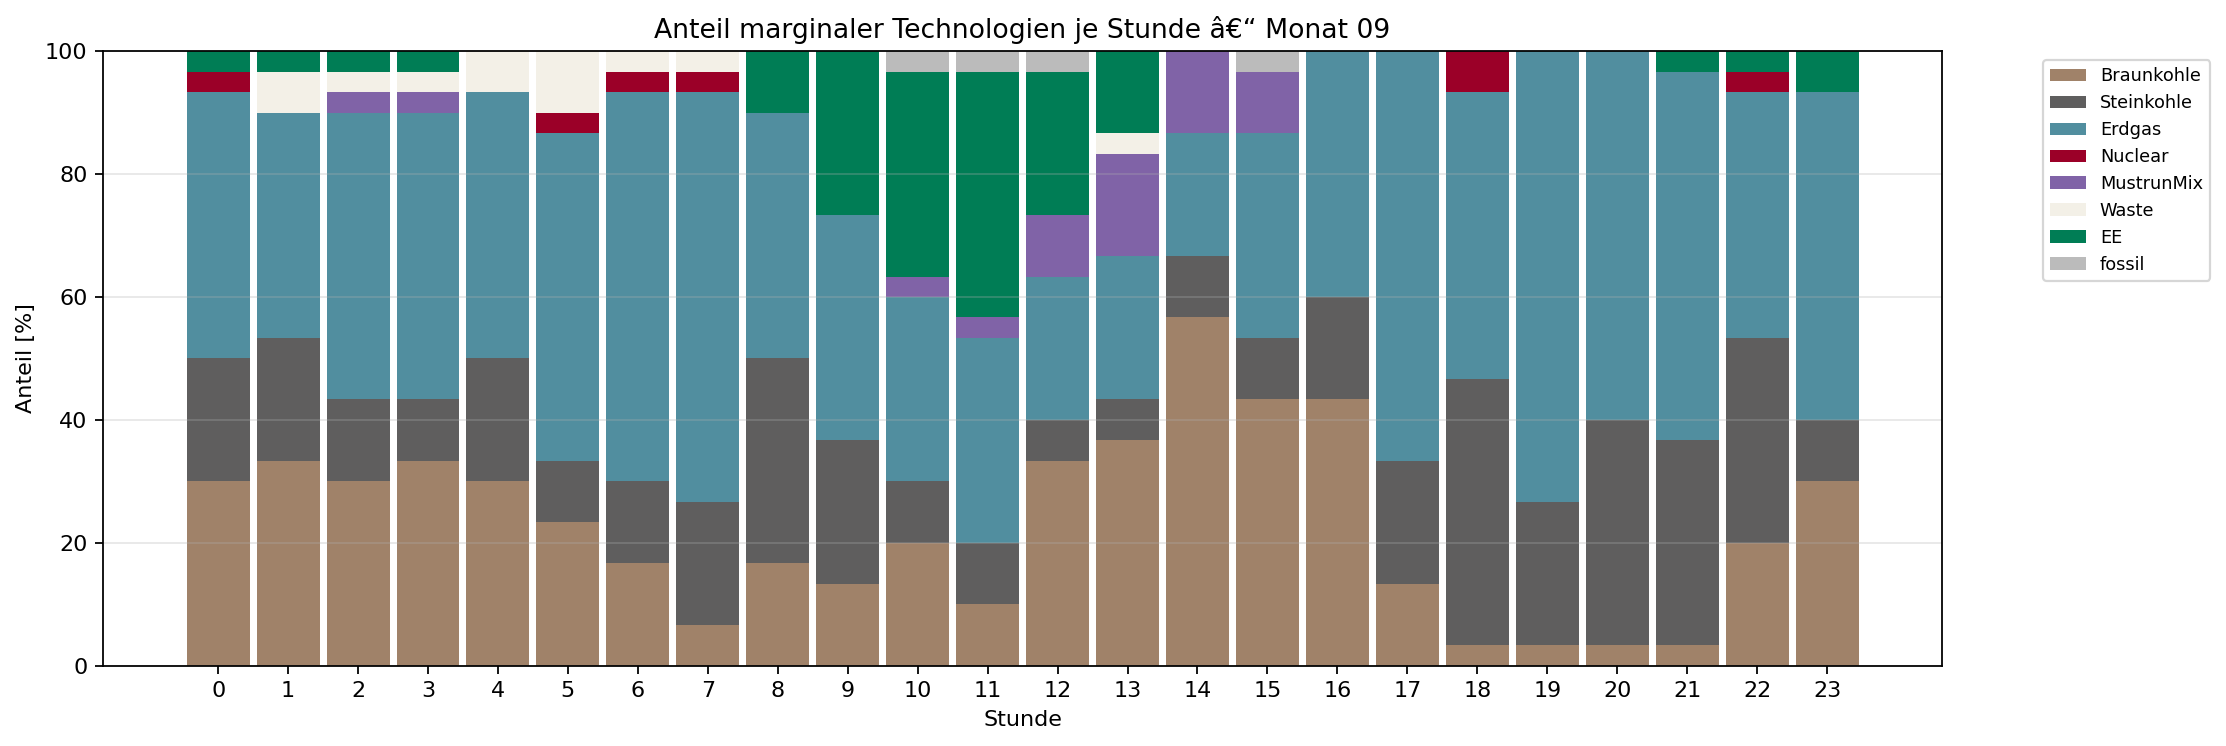 Anteil marginaler Technologien je Stunde â€“ Monat 09
Anteil [%]
100
80
60
40
20
0
0 1 2 3 4 5 6 7 8 9 10 11 12 13 14 15 16 17 18 19 20 21 22 23
Stunde
Braunkohle
Steinkohle
Erdgas
Nuclear
MustrunMix
Waste
EE
fossil